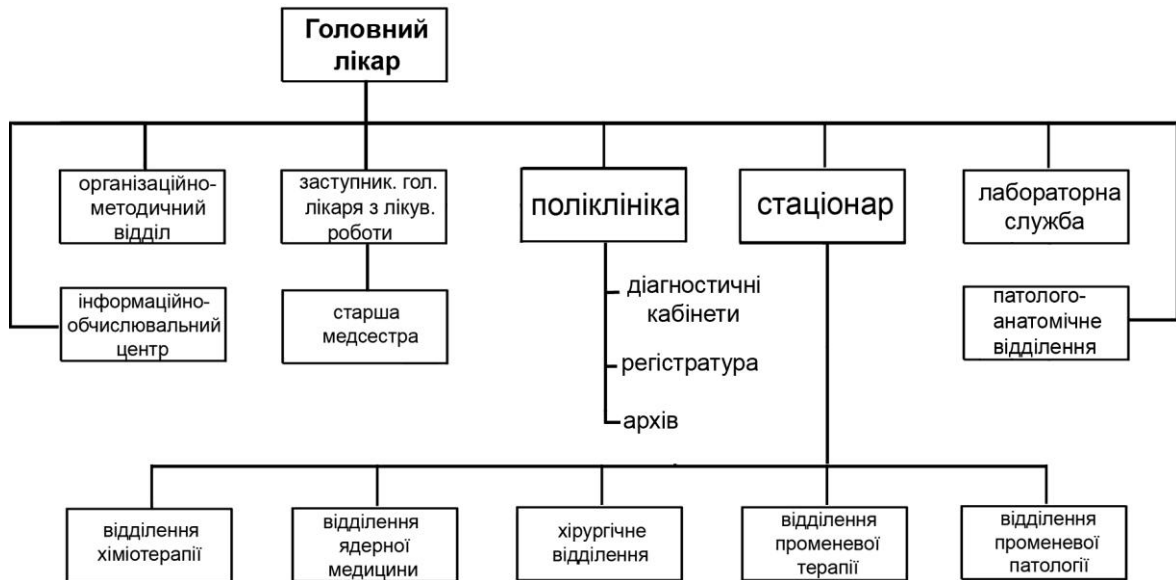 Головний
лікар
організаційно-
методичний
відділ
заступник. гол.
лікаря з лікув.
роботи
поліклініка
стаціонар
лабораторна
служба
інформаційно-
обчислювальний
центр
старша
медсестра
діагностичні
кабінети
регістратура
архів
патолого-
анатомічне
відділення
відділення
хіміотерапії
відділення
ядерної
медицини
хірургічне
відділення
відділення
променевої
терапії
відділення
променевої
патології